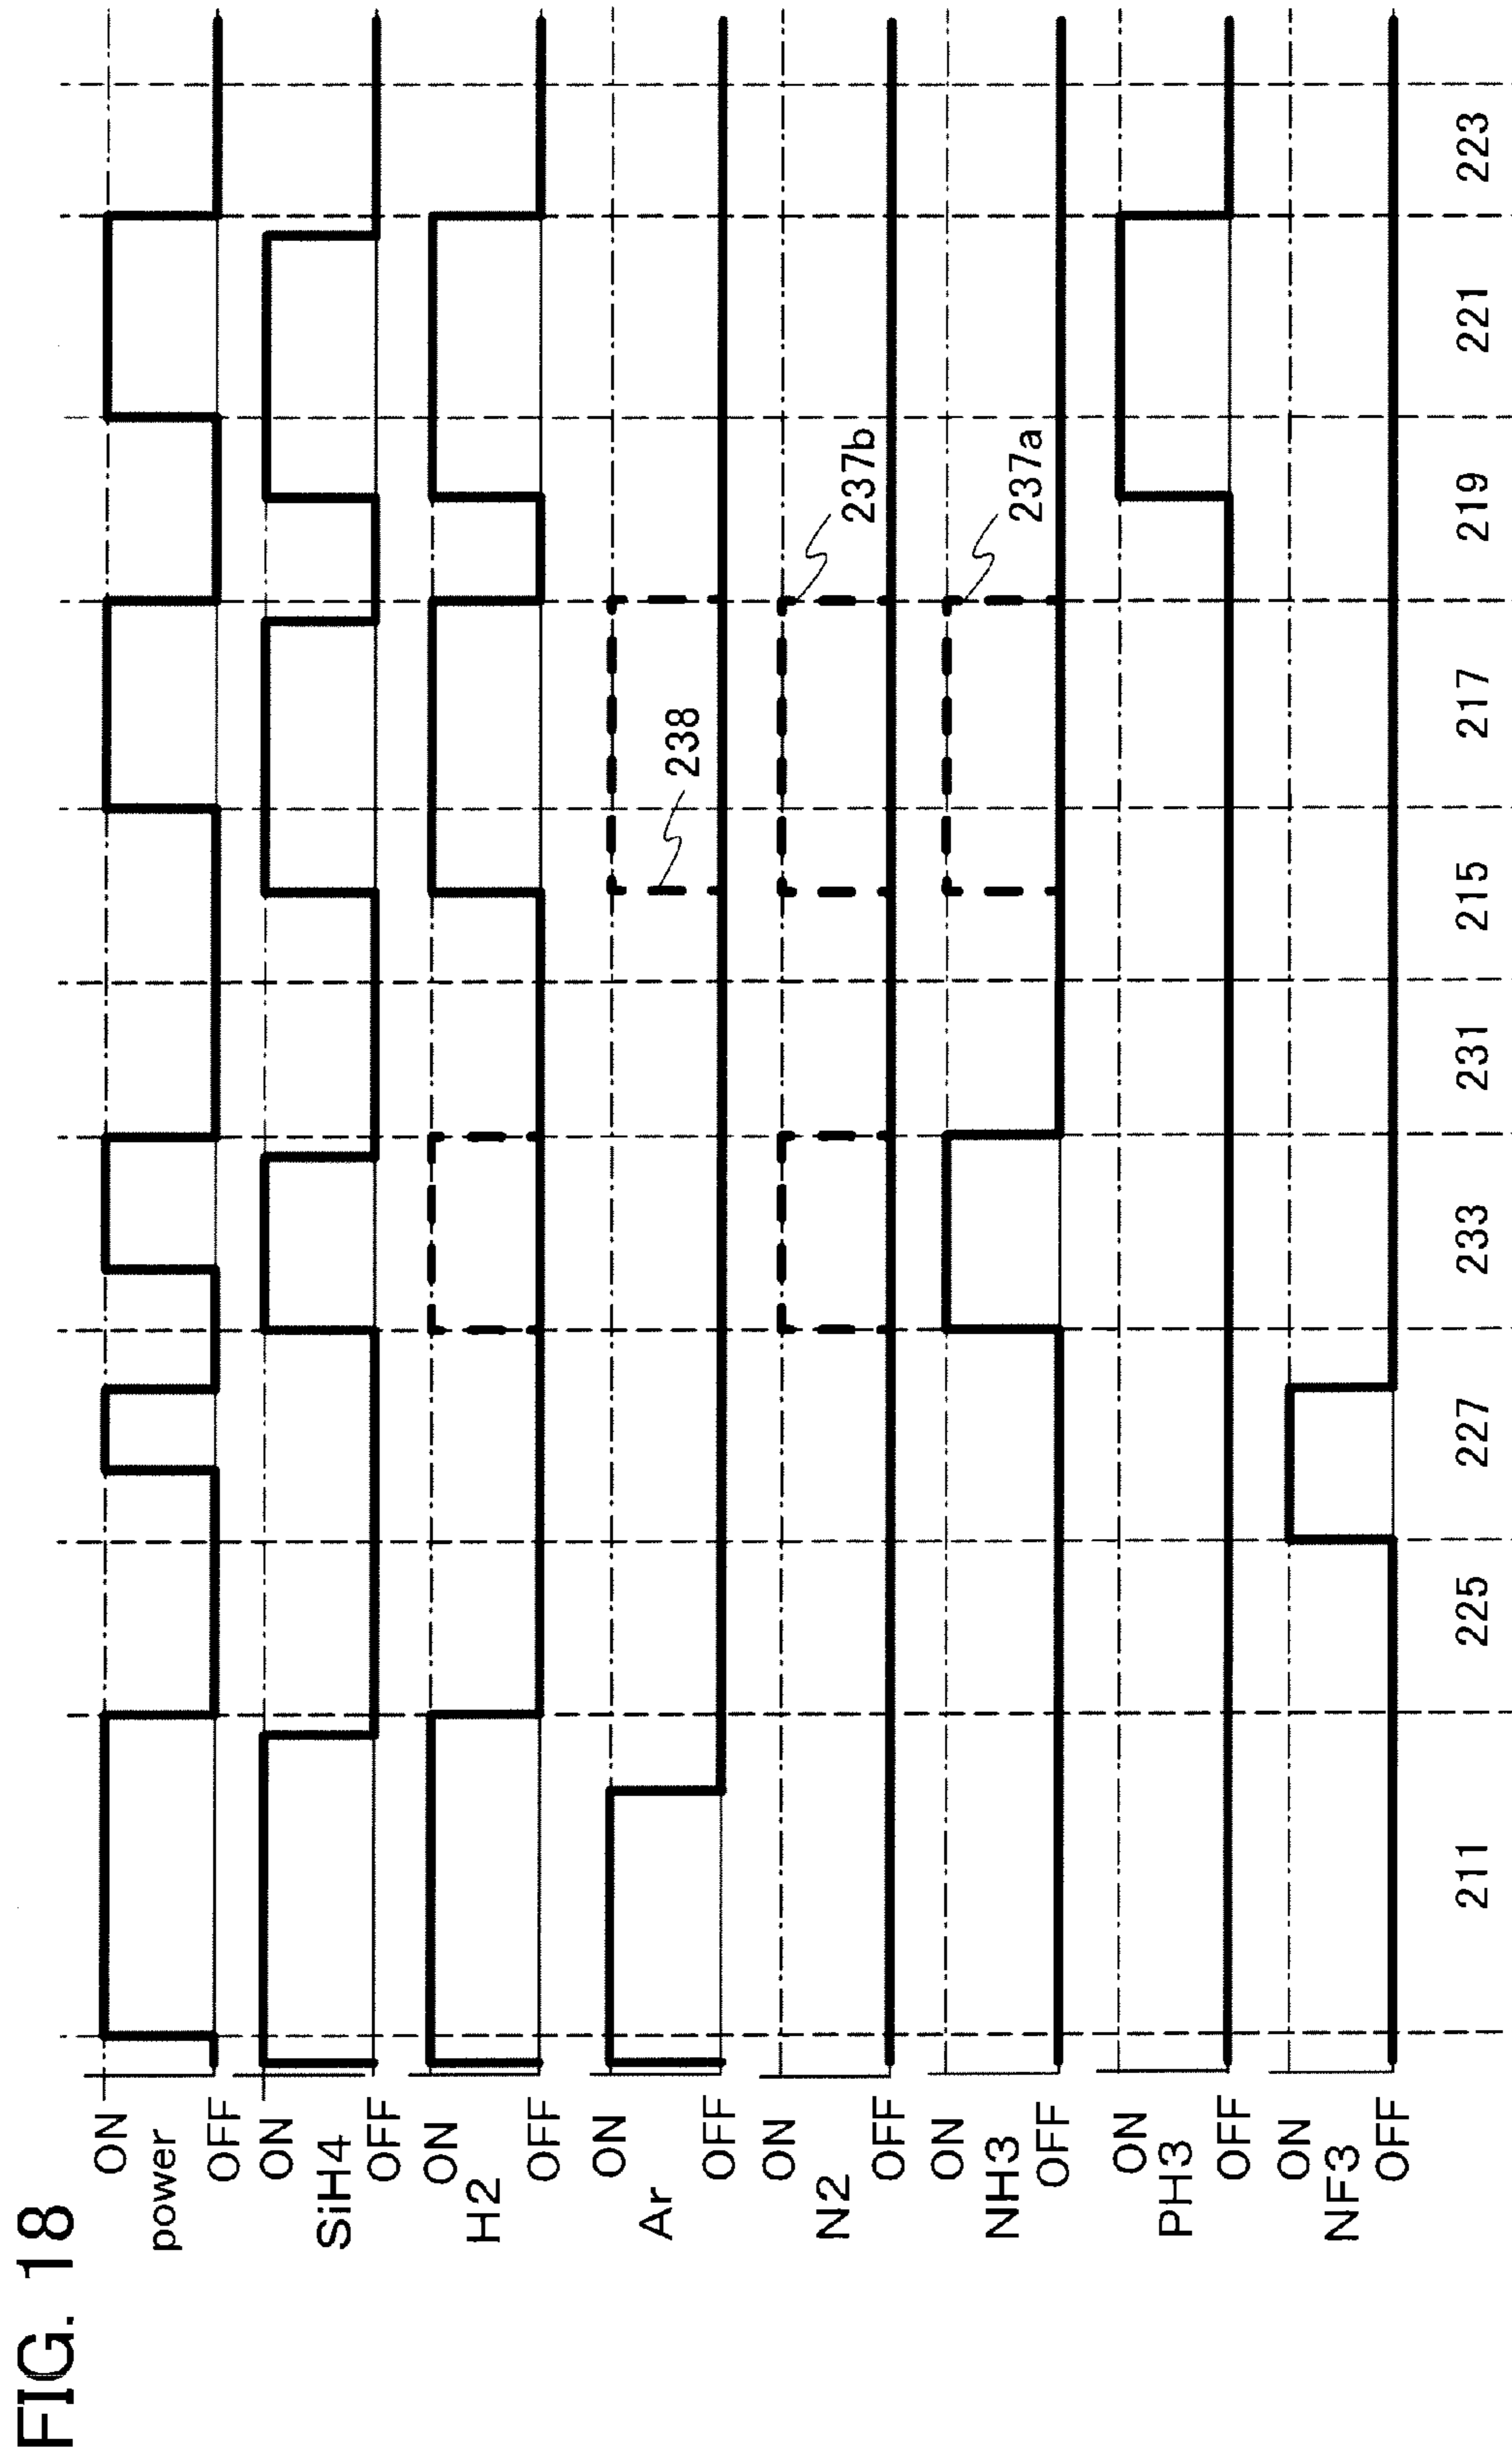 FIG. 18
ON
power
OFF
ON
SiH4
OFF
ON
H2
OFF
ON
Ar
OFF
238
ON
N2
OFF
237b
ON
NH3
OFF
237a
ON
PH3
OFF
ON
NF3
OFF
211 225 227 233 231 215 217 219 221 223